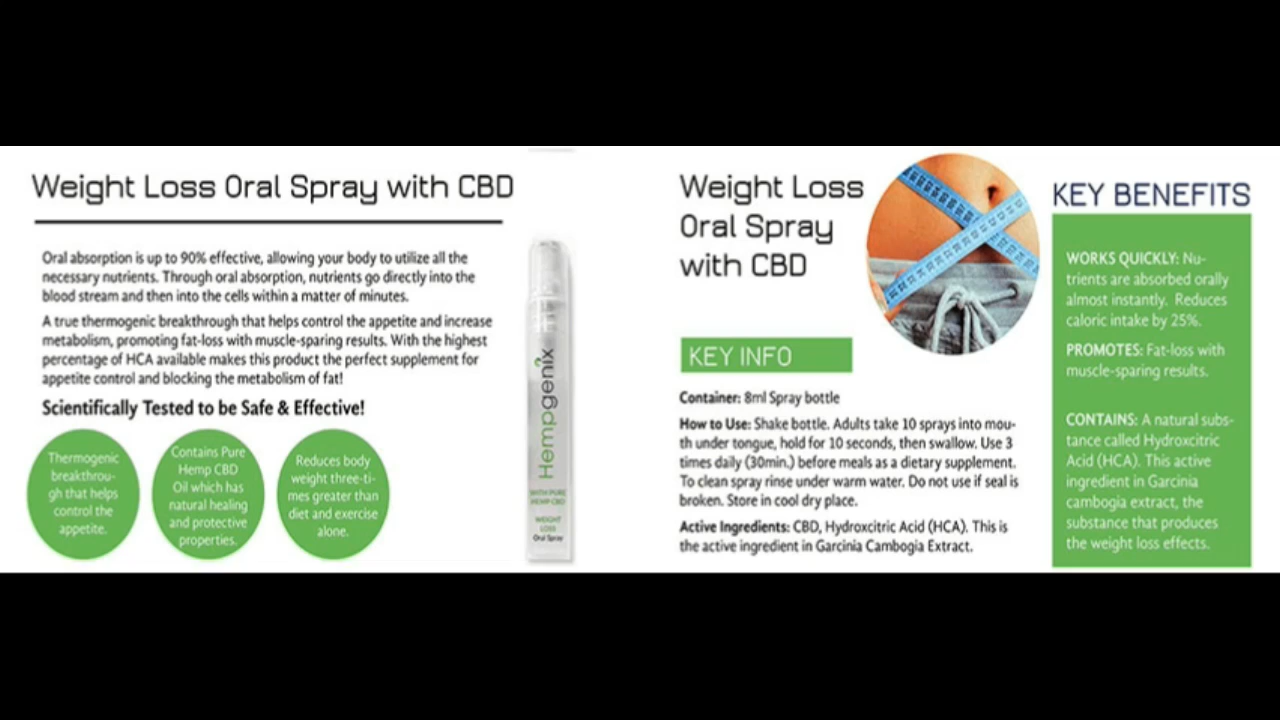 Weight Loss Oral Spray with CBD
Oral absorption is up to 90% effective, allowing your body to utilize all the
necessary nutrients. Through oral absorption, nutrients go directly into the
blood stream and then into the cells within a matter of minutes.
A true thermogenic breakthrough that helps control the appetite and increase
metabolism, promoting fat-loss with muscle-sparing results. With the highest
percentage of HCA available makes this product the perfect supplement for
appetite control and blocking the metabolism of fat!
Scientifically Tested to be Safe & Effective!
Thermogenic
breakthrou-
gh that helps
control the
appetite.
Contains Pure
Hemp CBD
Oil which has
natural healing
and protective
properties.
Reduces body
weight three-ti-
mes greater than
diet and exercise
alone.
Hempgenix
WITH PURE
HEMP CBD
WEIGHT
LOSS
Oral Spray
Weight Loss
Oral Spray
with CBD
KEY INFO
Container: 8ml Spray bottle
How to Use: Shake bottle. Adults take 10 sprays into mou-
th under tongue, hold for 10 seconds, then swallow. Use 3
times daily (30min.) before meals as a dietary supplement.
To clean spray rinse under warm water. Do not use if seal is
broken. Store in cool dry place.
Active Ingredients: CBD, Hydroxcitric Acid (HCA). This is
the active ingredient in Garcinia Cambogia Extract.
KEY BENEFITS
WORKS QUICKLY: Nu-
trients are absorbed orally
almost instantly. Reduces
caloric intake by 25%.
PROMOTES: Fat-loss with
muscle-sparing results.
CONTAINS: A natural subs-
tance called Hydroxcitric
Acid (HCA). This active
ingredient in Garcinia
cambogia extract, the
substance that produces
the weight loss effects.